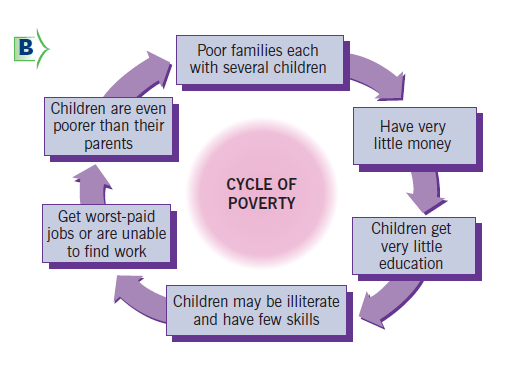 B
Poor families each
with several children
Have very
little money
Children get
very little
education
Children may be illiterate
and have few skills
Get worst-paid
jobs or are unable
to find work
Children are even
poorer than their
parents
CYCLE OF
POVERTY